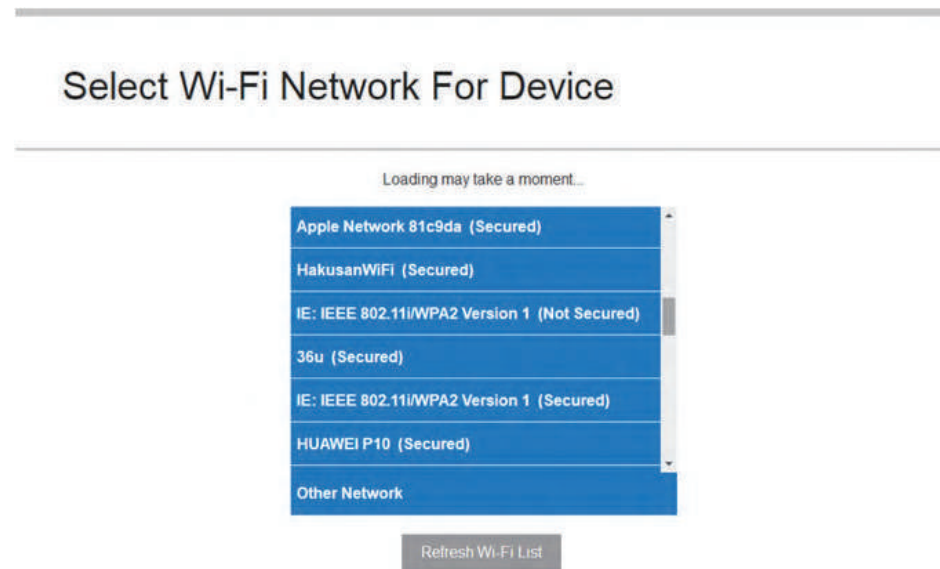 Select Wi-Fi Network For Device
Loading may take a moment...
Apple Network 81c9da (Secured)
HakusanWiFi (Secured)
IE: IEEE 802.11i/WPA2 Version 1 (Not Secured)
36u (Secured)
IE: IEEE 802.11i/WPA2 Version 1 (Secured)
HUAWEI P10 (Secured)
Other Network
Refresh Wi-Fi List